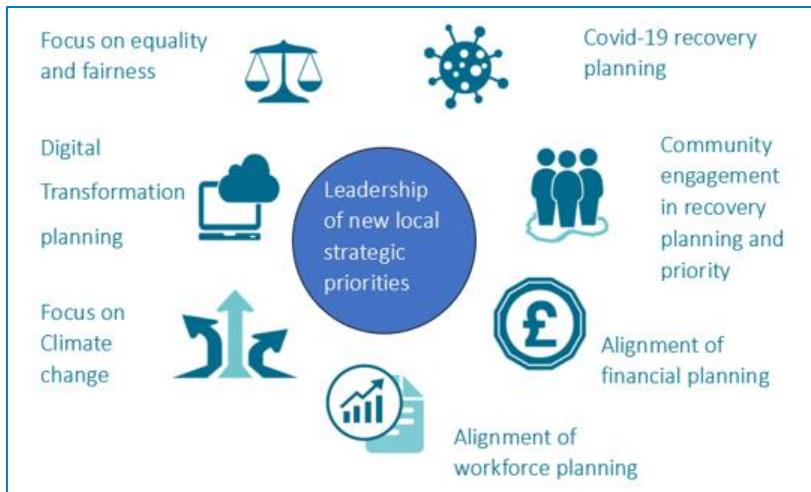 Focus on equality
and fairness
Covid-19 recovery
planning
Digital
Transformation
planning
Leadership
of new local
strategic
priorities
Community
engagement
in recovery
planning and
priority
Focus on
Climate
change
£
Alignment of
financial planning
Alignment of
workforce planning